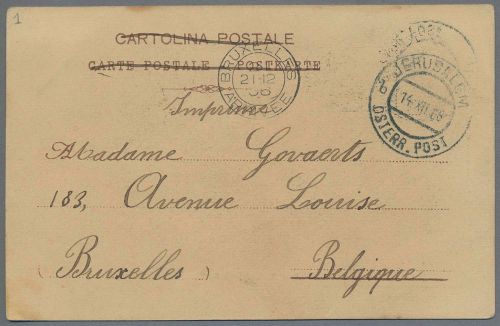 1
CARTOLINA POSTALE
CARTE POSTALE POSTKARTE
BRUXELLES
21-12
08
ARRIVEE
JERUSALEM
14.XII.08
ÖSTERR. POST
Imprimé
Madame Govaerts
183, Avenue Louise
(Bruxelles) Belgique